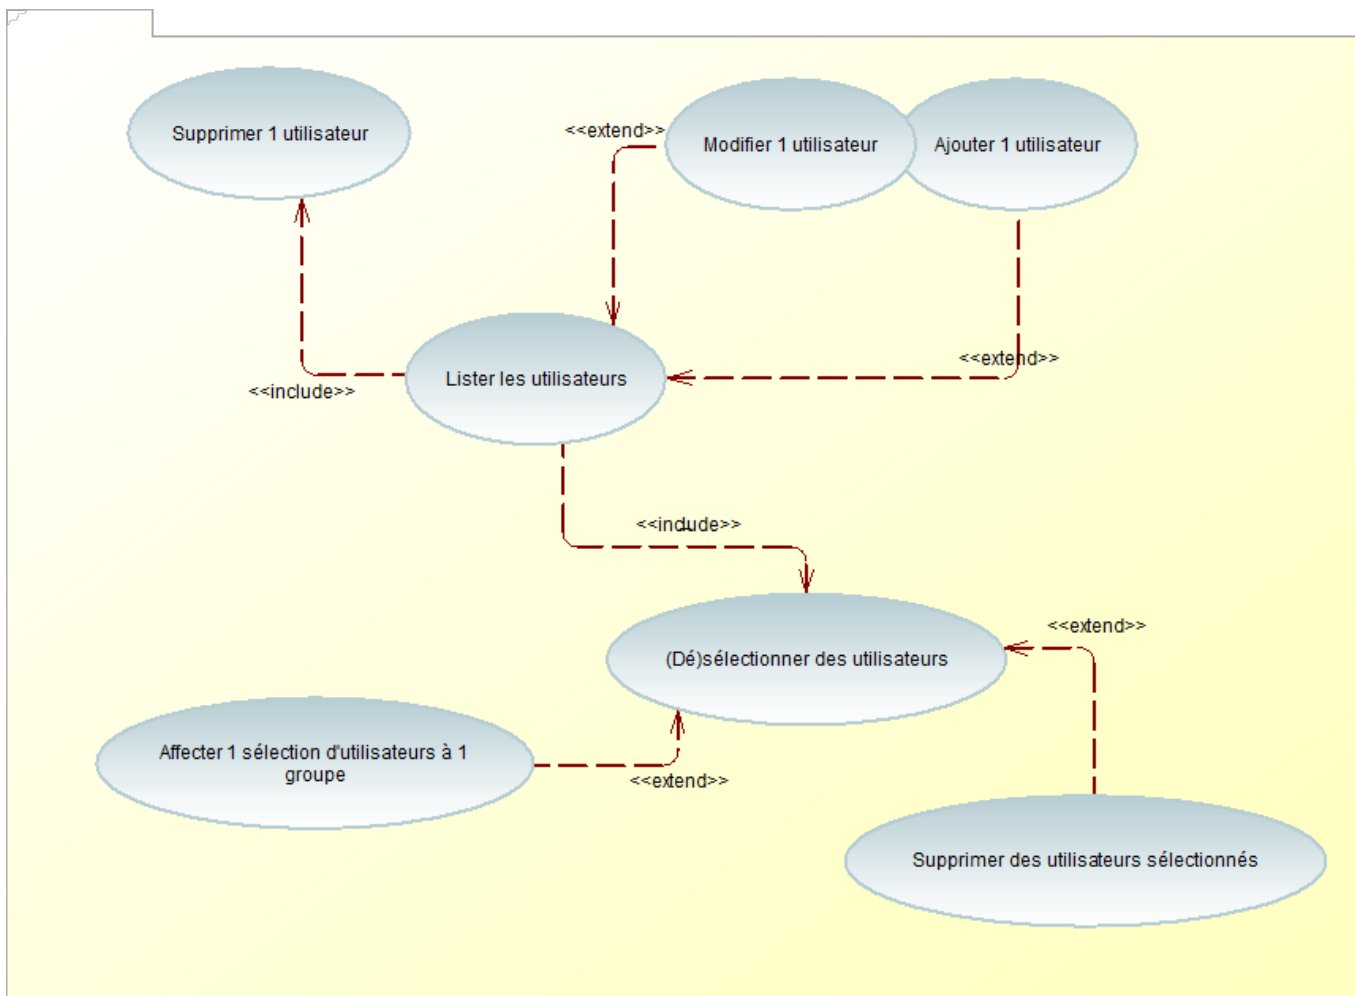 Supprimer 1 utilisateur
<<extend>>
Modifier 1 utilisateur
Ajouter 1 utilisateur
<<extend>>
Lister les utilisateurs
<<include>>
<<include>>
<<extend>>
(Dé)sélectionner des utilisateurs
Affecter 1 sélection d'utilisateurs à 1
groupe
<<extend>>
Supprimer des utilisateurs sélectionnés